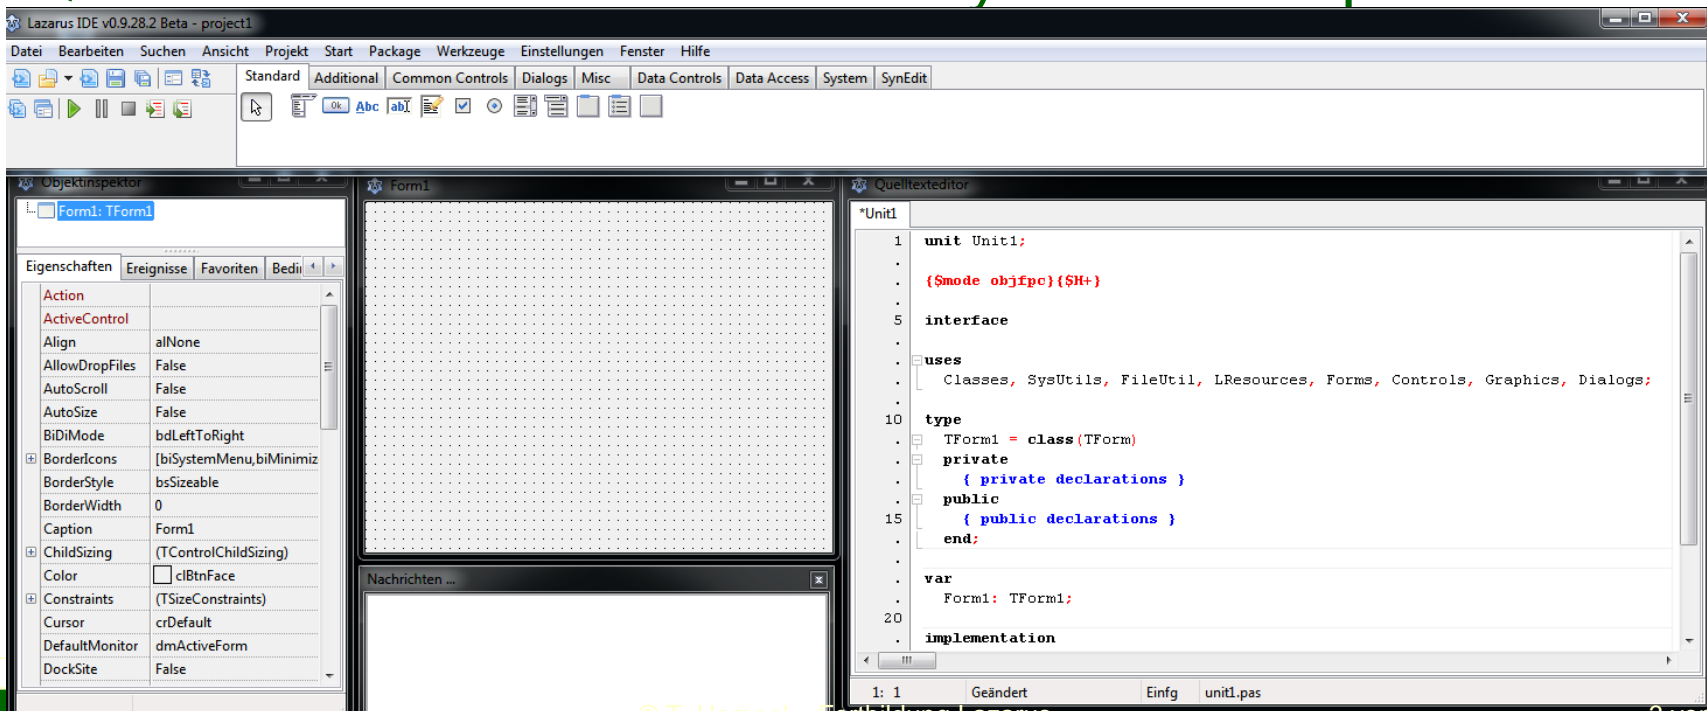 Lazarus IDE v0.9.28.2 Beta - project1
Datei Bearbeiten Suchen Ansicht Projekt Start Package Werkzeuge Einstellungen Fenster Hilfe
Standard Additional Common Controls Dialogs Misc Data Controls Data Access System SynEdit
Ok Abc abI
Objektinspektor
Form1: TForm1
Eigenschaften Ereignisse Favoriten
Action
ActiveControl
Align alNone
AllowDropFiles False
AutoScroll False
AutoSize False
BiDiMode bdLeftToRight
BorderIcons [biSystemMenu,biMinimiz
BorderStyle bsSizeable
BorderWidth 0
Caption Form1
ChildSizing (TControlChildSizing)
Color clBtnFace
Constraints (TSizeConstraints)
Cursor crDefault
DefaultMonitor dmActiveForm
DockSite False
Form1
Nachrichten ...
Quelltexteditor
*Unit1
1 unit Unit1;
.
. {$mode objfpc}{$H+}
.
5 interface
.
. uses
. Classes, SysUtils, FileUtil, LResources, Forms, Controls, Graphics, Dialogs;
.
10 type
. TForm1 = class(TForm)
. private
. { private declarations }
. public
15 { public declarations }
. end;
.
. var
. Form1: TForm1;
20
. implementation
1: 1 Geändert Einfg unit1.pas